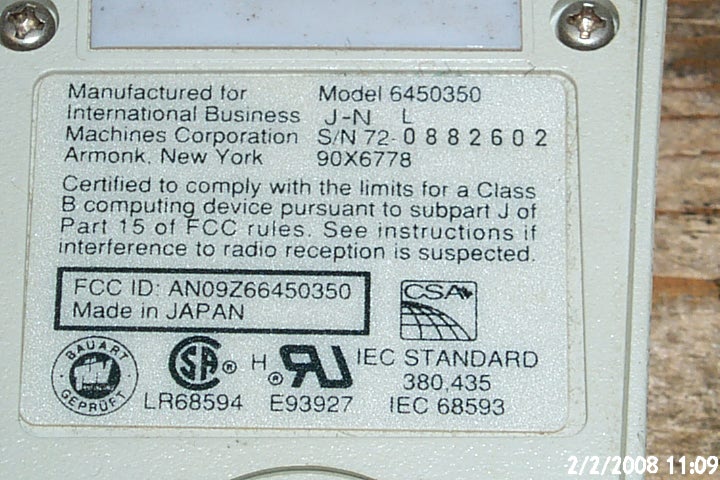 Manufactured for Model 6450350
International Business J-N L
Machines Corporation S/N 72-0882602
Armonk, New York 90X6778
Certified to comply with the limits for a Class
B computing device pursuant to subpart J of
Part 15 of FCC rules. See instructions if
interference to radio reception is suspected.
FCC ID: AN09Z66450350
Made in JAPAN
CSA
BAUART GEPRÜFT
SA ® H ® UR IEC STANDARD
380.435
LR68594 E93927 IEC 68593
2/2/2008 11:09